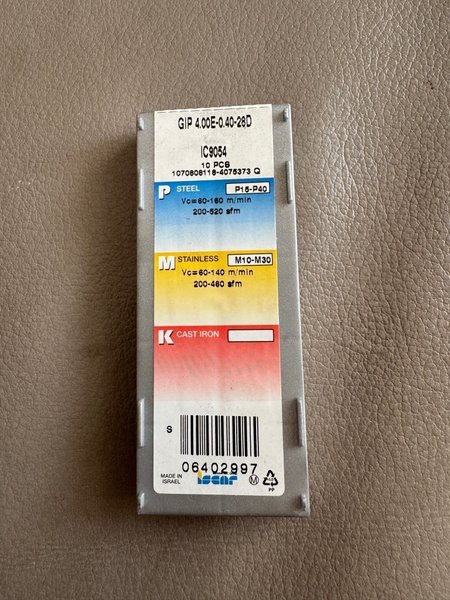 GIP 4.00E-0.40-28D
IC9054
10 PCS
1070808118-4075373 Q
P STEEL P15-P40
Vc=60-160 m/min
200-520 sfm
M STAINLESS M10-M30
Vc=60-140 m/min
200-460 sfm
K CAST IRON
S
06402997
MADE IN
ISRAEL
iscar
M
PP